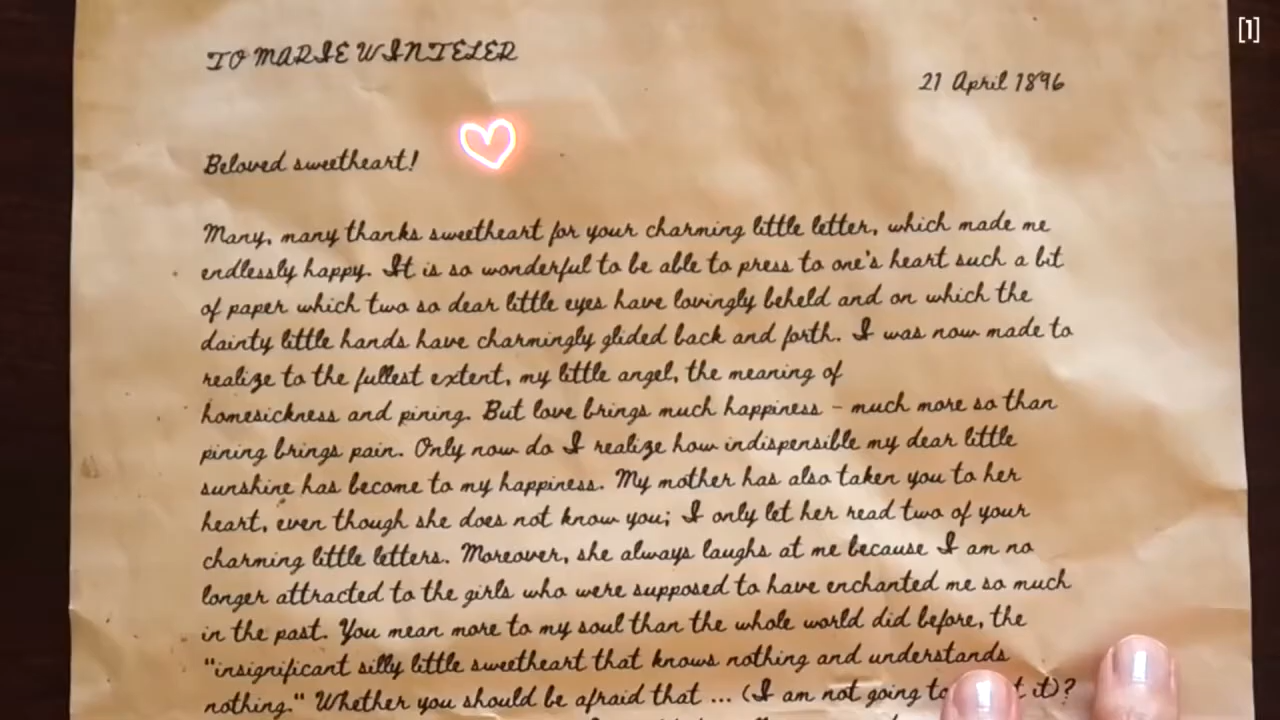 [1]
TO MARIE WINTELER
21 April 1896
Beloved sweetheart!
Many, many thanks sweetheart for your charming little letter, which made me
endlessly happy. It is so wonderful to be able to press to one's heart such a bit
of paper which two so dear little eyes have lovingly beheld and on which the
dainty little hands have charmingly glided back and forth. I was now made to
realize to the fullest extent, my little angel, the meaning of
homesickness and pining. But love brings much happiness - much more so than
pining brings pain. Only now do I realize how indispensible my dear little
sunshine has become to my happiness. My mother has also taken you to her
heart, even though she does not know you; I only let her read two of your
charming little letters. Moreover, she always laughs at me because I am no
longer attracted to the girls who were supposed to have enchanted me so much
in the past. You mean more to my soul than the whole world did before, the
"insignificant silly little sweetheart that knows nothing and understands
nothing." Whether you should be afraid that ... (I am not going to it)?